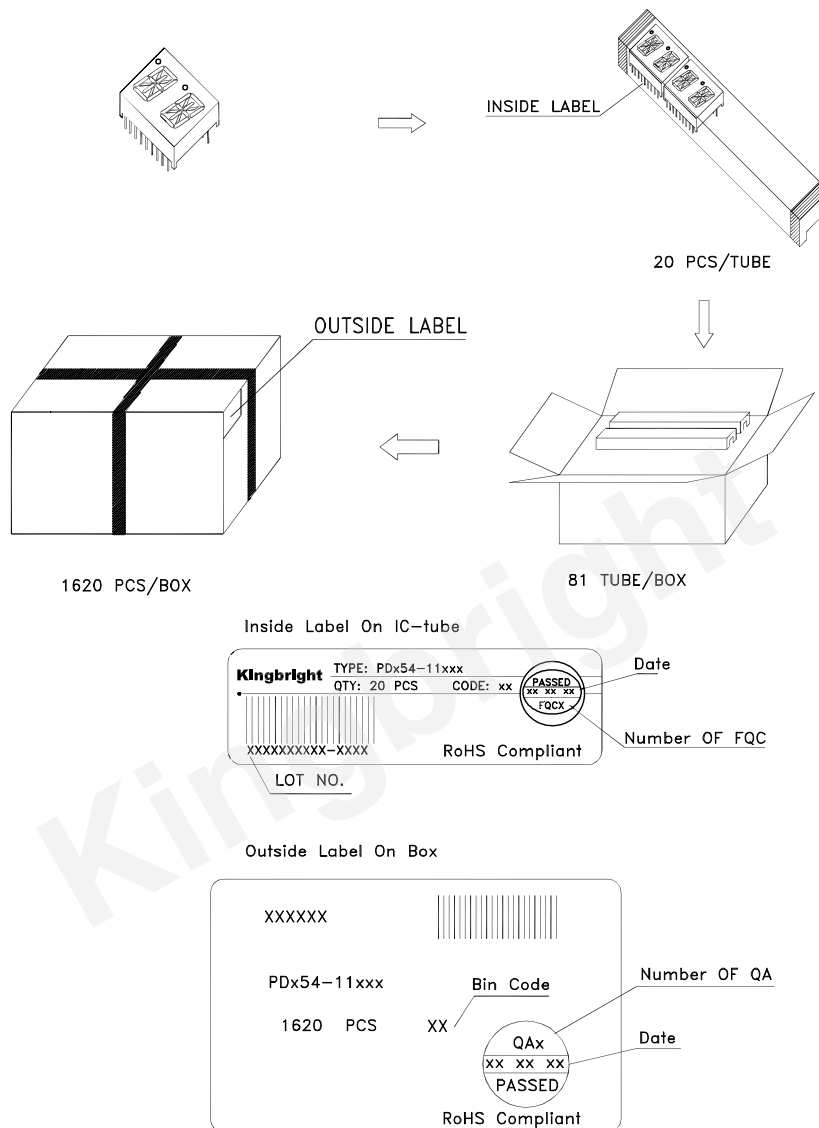 INSIDE LABEL
20 PCS/TUBE
OUTSIDE LABEL
1620 PCS/BOX
81 TUBE/BOX
Inside Label On IC-tube
Kingbright
TYPE: PDx54-11xxx
QTY: 20 PCS CODE: xx
PASSED
xx xx xx
FQCX
Date
Number OF FQC
XXXXXXXXXX-XXXX
RoHS Compliant
LOT NO.
Outside Label On Box
XXXXXX
PDx54-11xxx
Bin Code
Number OF QA
1620 PCS XX
QAx
xx xx xx
PASSED
Date
RoHS Compliant
Kingbright